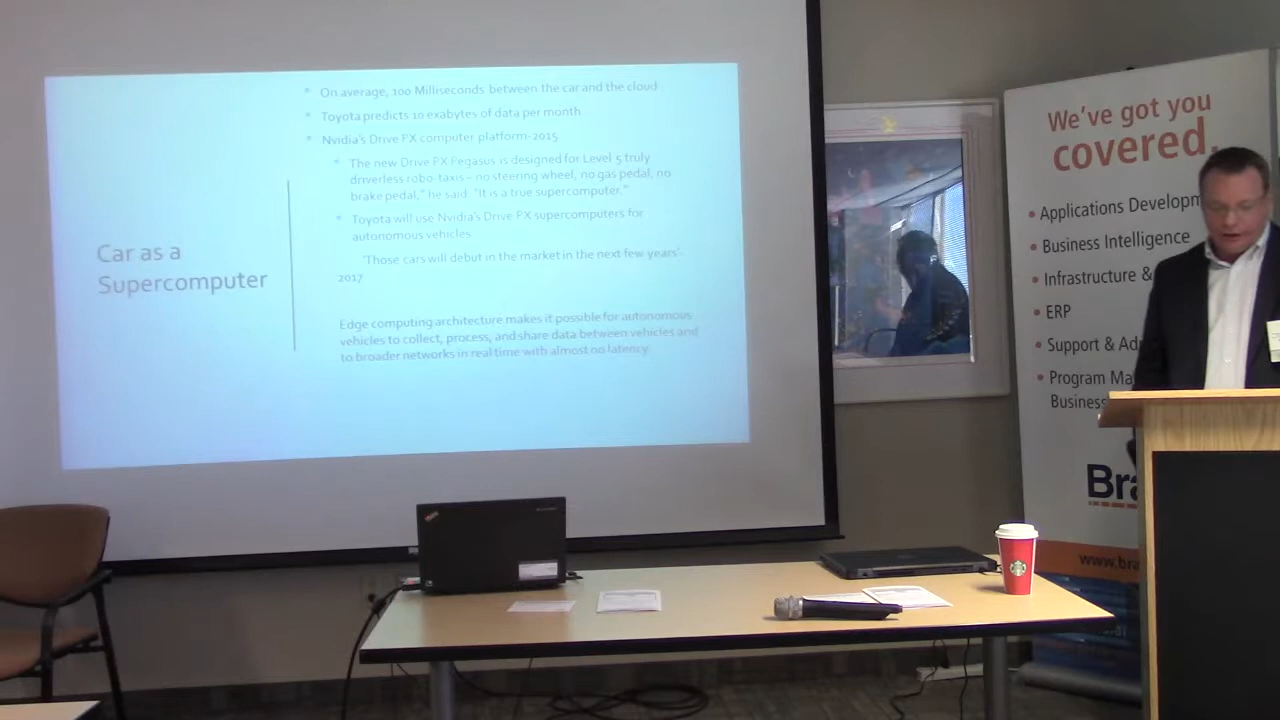 Car as a
Supercomputer
On average, 100 Milliseconds between the car and the cloud
Toyota predicts 10 exabytes of data per month
Nvidia's Drive PX computer platform-2015
The new Drive PX Pegasus is designed for Level 5 truly
driverless robo-taxis – no steering wheel, no gas pedal, no
brake pedal," he said. "It is a true supercomputer."
Toyota will use Nvidia's Drive PX supercomputers for
autonomous vehicles
'Those cars will debut in the market in the next few years'-
2017
Edge computing architecture makes it possible for autonomous
vehicles to collect, process, and share data between vehicles and
to broader networks in real time with almost no latency.
We've got you
covered.
• Applications Developm
• Business Intelligence
• Infrastructure &
• ERP
• Support & Ad
• Program Ma
Business
Bra
www.bra